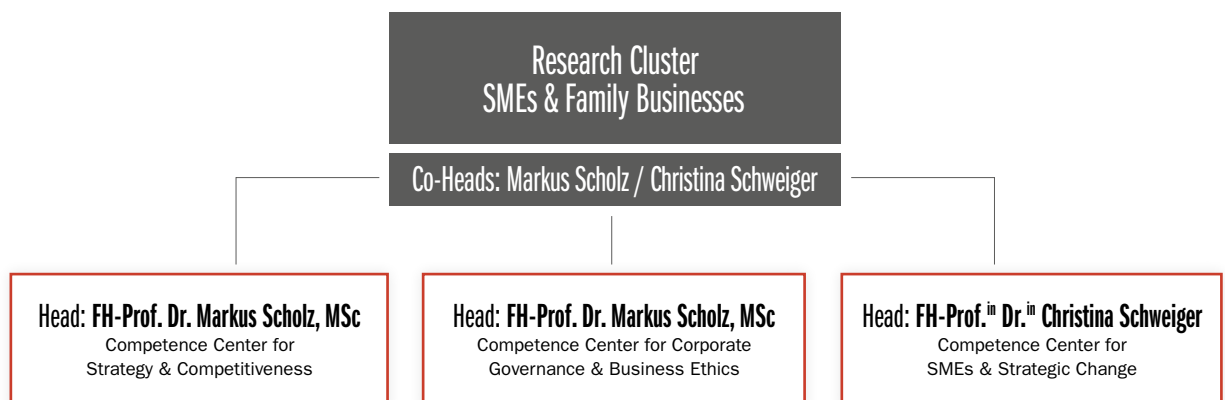 Research Cluster
SMEs & Family Businesses
Co-Heads: Markus Scholz / Christina Schweiger
Head: FH-Prof. Dr. Markus Scholz, MSc
Competence Center for
Strategy & Competitiveness
Head: FH-Prof. Dr. Markus Scholz, MSc
Competence Center for Corporate
Governance & Business Ethics
Head: FH-Prof.in Dr.in Christina Schweiger
Competence Center for
SMEs & Strategic Change